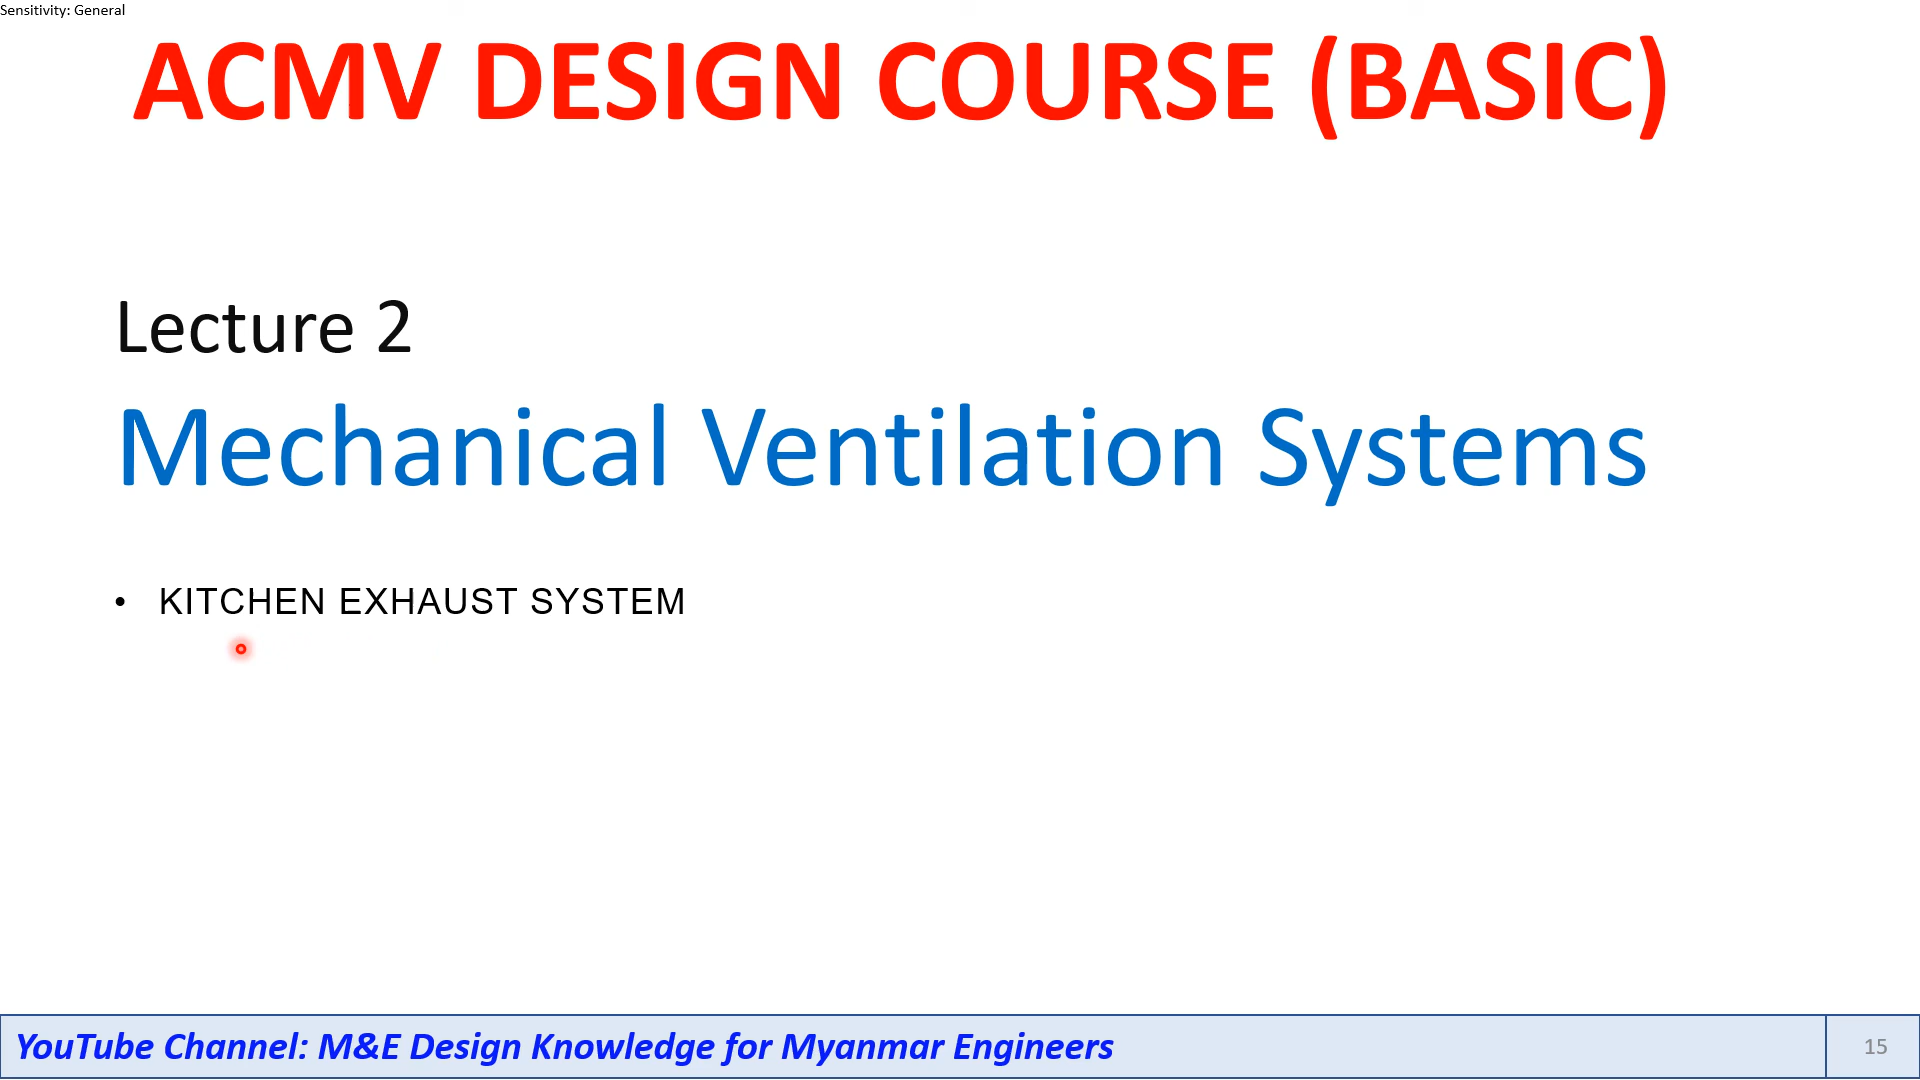 Sensitivity: General
ACMV DESIGN COURSE (BASIC)
Lecture 2
Mechanical Ventilation Systems
• KITCHEN EXHAUST SYSTEM
YouTube Channel: M&E Design Knowledge for Myanmar Engineers
15